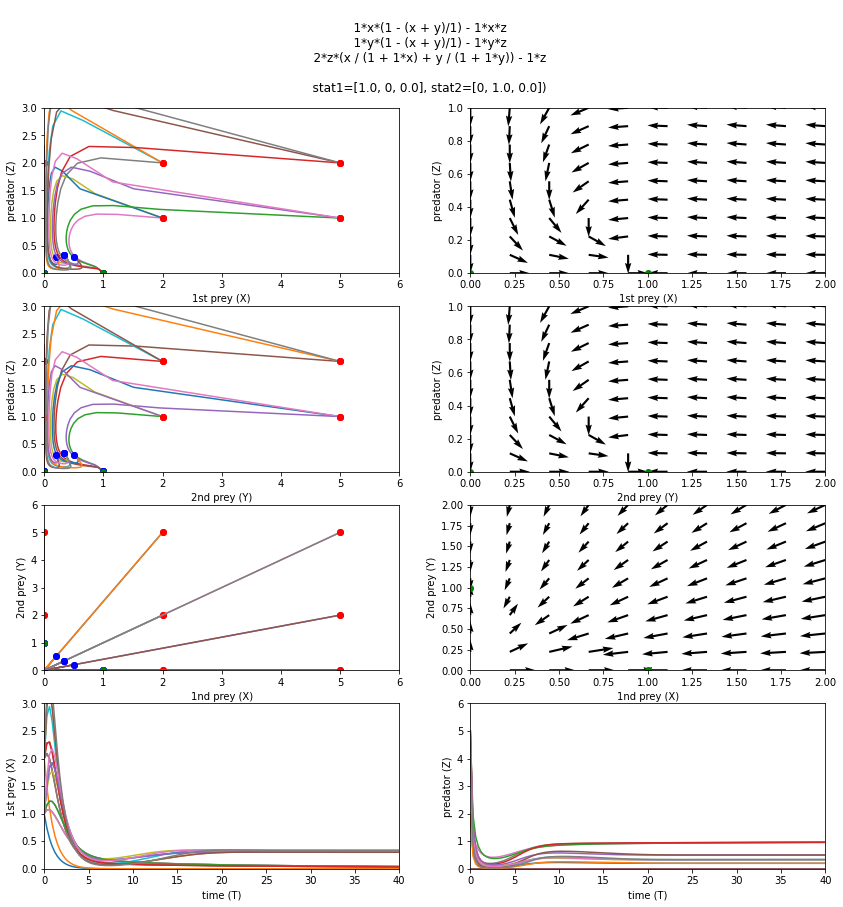 1*x*(1 - (x + y)/1) - 1*x*z
1*y*(1 - (x + y)/1) - 1*y*z
2*z*(x / (1 + 1*x) + y / (1 + 1*y)) - 1*z
stat1=[1.0, 0, 0.0], stat2=[0, 1.0, 0.0])
predator (Z)
3.0
2.5
2.0
1.5
1.0
0.5
0.0
0 1 2 3 4 5 6
1st prey (X)
predator (Z)
1.0
0.8
0.6
0.4
0.2
0.0
0.00 0.25 0.50 0.75 1.00 1.25 1.50 1.75 2.00
1st prey (X)
predator (Z)
3.0
2.5
2.0
1.5
1.0
0.5
0.0
0 1 2 3 4 5 6
2nd prey (Y)
predator (Z)
1.0
0.8
0.6
0.4
0.2
0.0
0.00 0.25 0.50 0.75 1.00 1.25 1.50 1.75 2.00
2nd prey (Y)
2nd prey (Y)
6
5
4
3
2
1
0
0 1 2 3 4 5 6
1nd prey (X)
2nd prey (Y)
2.00
1.75
1.50
1.25
1.00
0.75
0.50
0.25
0.00
0.00 0.25 0.50 0.75 1.00 1.25 1.50 1.75 2.00
1nd prey (X)
1st prey (X)
3.0
2.5
2.0
1.5
1.0
0.5
0.0
0 5 10 15 20 25 30 35 40
time (T)
predator (Z)
6
5
4
3
2
1
0
0 5 10 15 20 25 30 35 40
time (T)